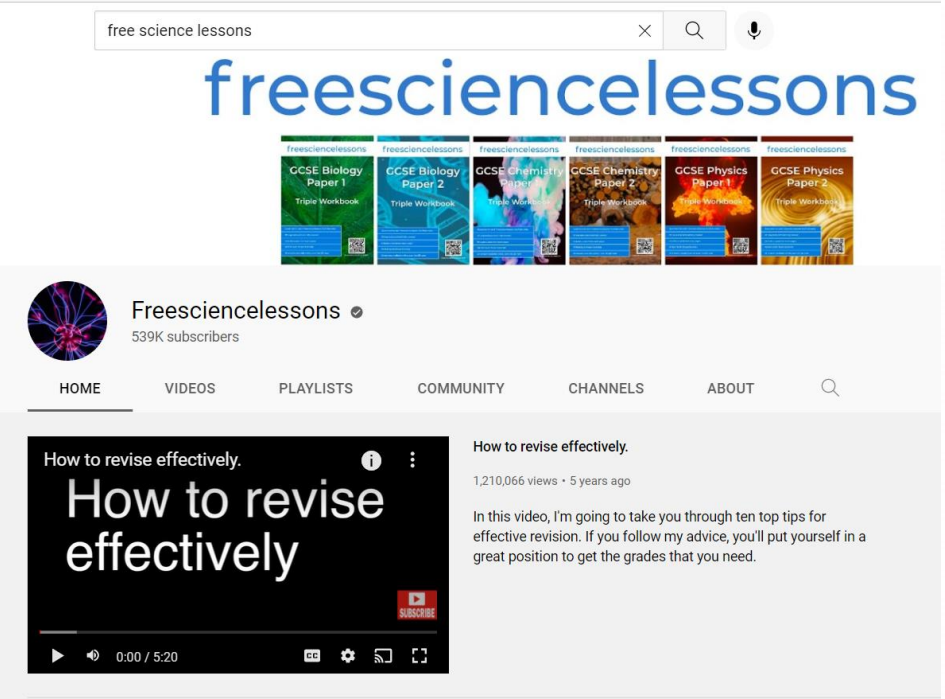 free science lessons
freesciencelessons
freesciencelessons freesciencelessons freesciencelessons freesciencelessons freesciencelessons freesciencelessons
GCSE Biology GCSE Biology GCSE Chemistry GCSE Chemistry GCSE Physics GCSE Physics
Paper 1 Paper 2 Paper 1 Paper 2 Paper 1 Paper 2
Triple Workbook Triple Workbook Triple Workbook Triple Workbook Triple Workbook Triple Workbook
Freesciencelessons
539K subscribers
HOME VIDEOS PLAYLISTS COMMUNITY CHANNELS ABOUT
How to revise effectively.
How to revise
effectively
SUBSCRIBE
0:00 / 5:20
CC
How to revise effectively.
1,210,066 views • 5 years ago
In this video, I'm going to take you through ten top tips for
effective revision. If you follow my advice, you'll put yourself in a
great position to get the grades that you need.